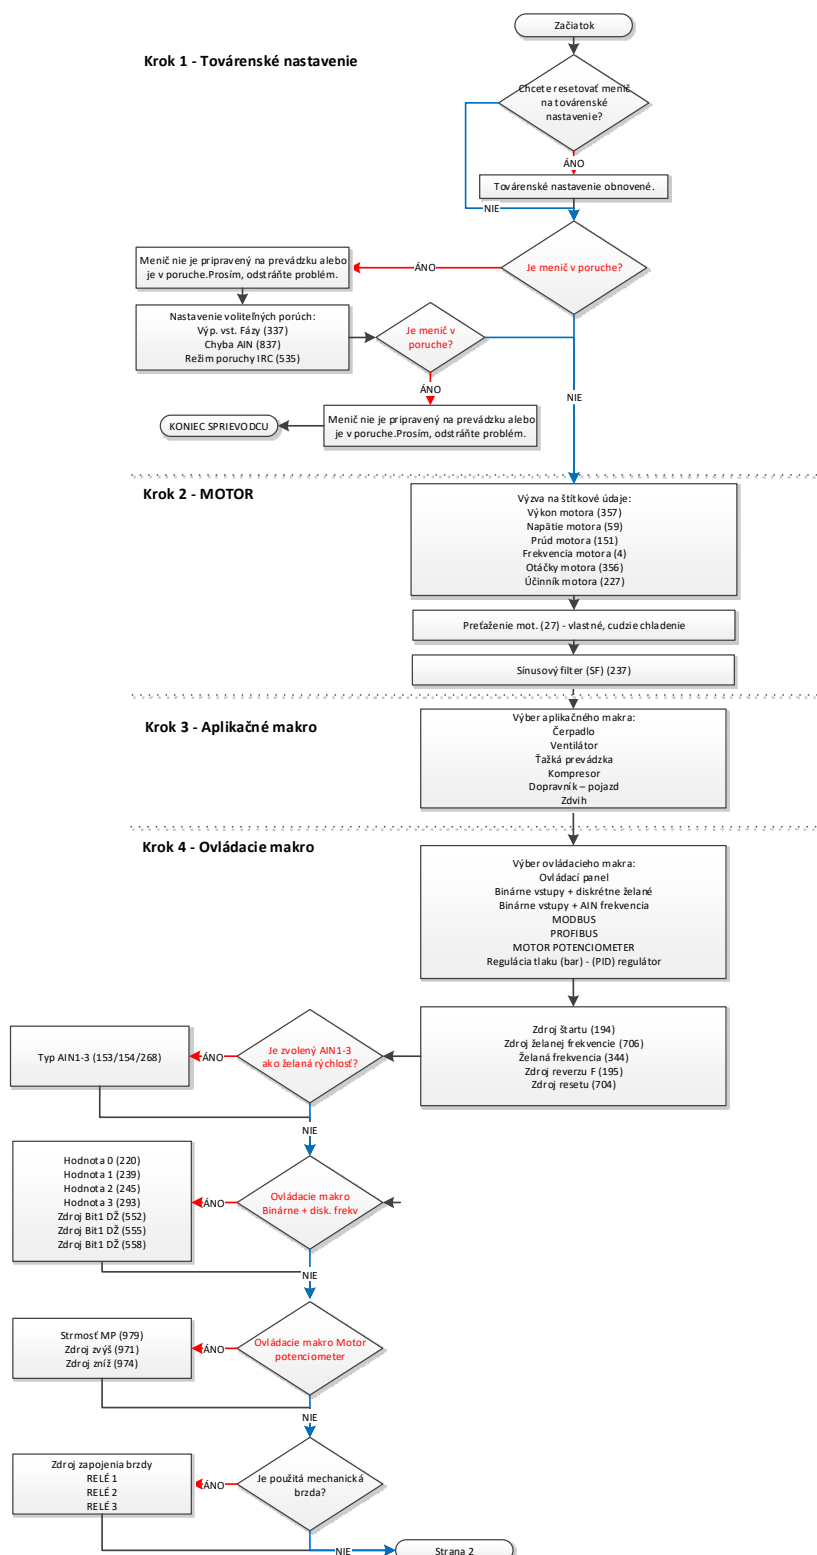 Začiatok
Krok 1 - Továrenské nastavenie
Chcete resetovať menič
na továrenské
nastavenie?
ÁNO
Továrenské nastavenie obnovené.
NIE
Je menič v poruche?
ÁNO
Menič nie je pripravený na prevádzku alebo
je v poruche.Prosím, odstráňte problém.
Nastavenie voliteľných porúch:
Výp. vst. Fázy (337)
Chyba AIN (837)
Režim poruchy IRC (535)
Je menič v
poruche?
ÁNO
NIE
Menič nie je pripravený na prevádzku alebo
je v poruche.Prosím, odstráňte problém.
KONIEC SPRIEVODCU
Krok 2 - MOTOR
Výzva na štítkové údaje:
Výkon motora (357)
Napätie motora (59)
Prúd motora (151)
Frekvencia motora (4)
Otáčky motora (356)
Účinník motora (227)
Preťaženie mot. (27) - vlastné, cudzie chladenie
Sínusový filter (SF) (237)
Krok 3 - Aplikačné makro
Výber aplikačného makra:
Čerpadlo
Ventilátor
Ťažká prevádzka
Kompresor
Dopravník – pojazd
Zdvih
Krok 4 - Ovládacie makro
Výber ovládacieho makra:
Ovládací panel
Binárne vstupy + diskrétne želané
Binárne vstupy + AIN frekvencia
MODBUS
PROFIBUS
MOTOR POTENCIOMETER
Regulácia tlaku (bar) - (PID) regulátor
Zdroj štartu (194)
Zdroj želanej frekvencie (706)
Želaná frekvencia (344)
Zdroj reverzu F (195)
Zdroj resetu (704)
Je zvolený AIN1-3
ako želaná rýchlosť?
ÁNO
Typ AIN1-3 (153/154/268)
NIE
Hodnota 0 (220)
Hodnota 1 (239)
Hodnota 2 (245)
Hodnota 3 (293)
Zdroj Bit1 DŽ (552)
Zdroj Bit1 DŽ (555)
Zdroj Bit1 DŽ (558)
ÁNO
Ovládacie makro
Binárne + disk. frekv
NIE
Strmosť MP (979)
Zdroj zvýš (971)
Zdroj zníž (974)
ÁNO
Ovládacie makro Motor
potenciometer
NIE
Zdroj zapojenia brzdy
RELÉ 1
RELÉ 2
RELÉ 3
ÁNO
Je použitá mechanická
brzda?
NIE
Strana 2